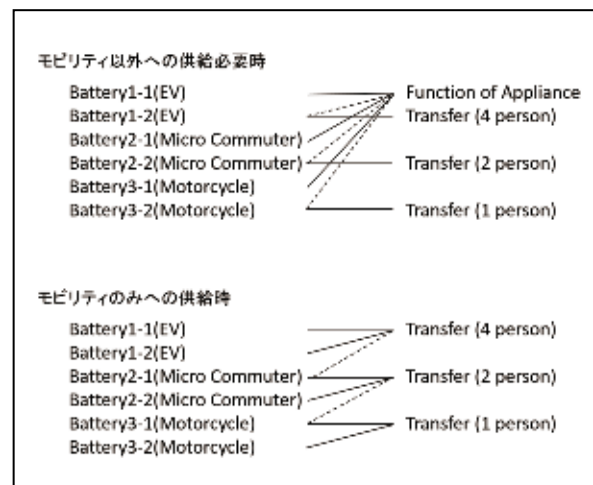 モビリティ以外への供給必要時
Battery1-1(EV) Function of Appliance
Battery1-2(EV) Transfer (4 person)
Battery2-1(Micro Commuter)
Battery2-2(Micro Commuter) Transfer (2 person)
Battery3-1(Motorcycle)
Battery3-2(Motorcycle) Transfer (1 person)
モビリティのみへの供給時
Battery1-1(EV) Transfer (4 person)
Battery1-2(EV)
Battery2-1(Micro Commuter) Transfer (2 person)
Battery2-2(Micro Commuter)
Battery3-1(Motorcycle) Transfer (1 person)
Battery3-2(Motorcycle)